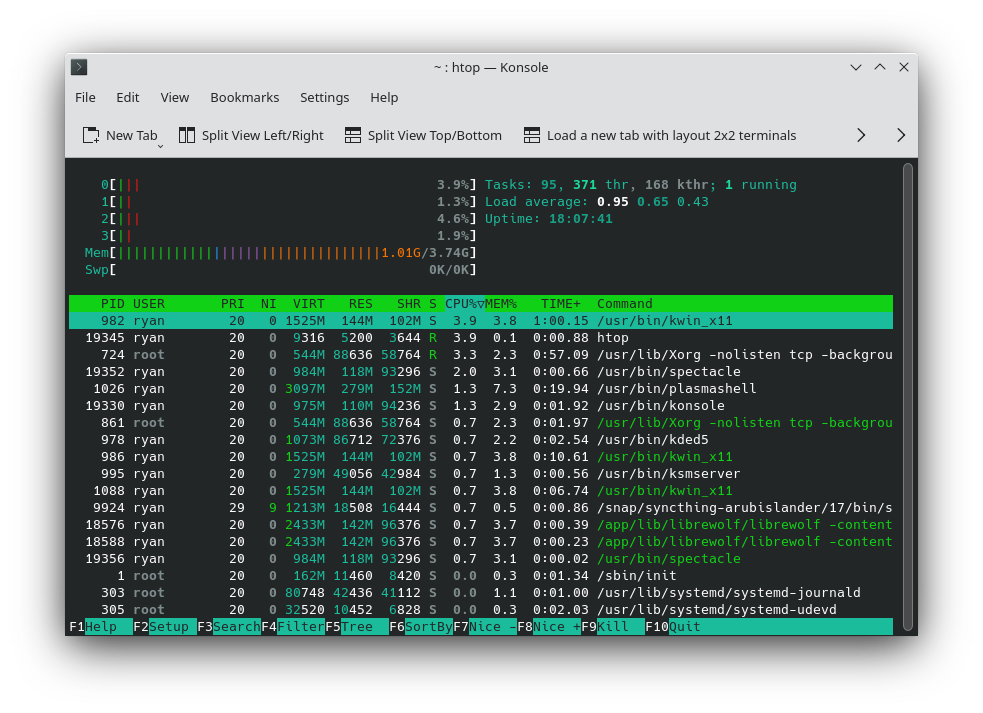 ~ : htop — Konsole
File Edit View Bookmarks Settings Help
New Tab Split View Left/Right Split View Top/Bottom Load a new tab with layout 2x2 terminals
0[||| 3.9%] Tasks: 95, 371 thr, 168 kthr; 1 running
1[|| 1.3%] Load average: 0.95 0.65 0.43
2[||| 4.6%] Uptime: 18:07:41
3[|| 1.9%]
Mem[|||||||||||||||||||||||||||||||||1.01G/3.74G]
Swp[ 0K/0K]
PID USER PRI NI VIRT RES SHR S CPU%▽MEM% TIME+ Command
982 ryan 20 0 1525M 144M 102M S 3.9 3.8 1:00.15 /usr/bin/kwin_x11
19345 ryan 20 0 9316 5200 3644 R 3.9 0.1 0:00.88 htop
724 root 20 0 544M 88636 58764 R 3.3 2.3 0:57.09 /usr/lib/Xorg -nolisten tcp -backgrou
19352 ryan 20 0 984M 118M 93296 S 2.0 3.1 0:00.66 /usr/bin/spectacle
1026 ryan 20 0 3097M 279M 152M S 1.3 7.3 0:19.94 /usr/bin/plasmashell
19330 ryan 20 0 975M 110M 94236 S 1.3 2.9 0:01.92 /usr/bin/konsole
861 root 20 0 544M 88636 58764 S 0.7 2.3 0:01.97 /usr/lib/Xorg -nolisten tcp -backgrou
978 ryan 20 0 1073M 86712 72376 S 0.7 2.2 0:02.54 /usr/bin/kded5
986 ryan 20 0 1525M 144M 102M S 0.7 3.8 0:10.61 /usr/bin/kwin_x11
995 ryan 20 0 279M 49056 42984 S 0.7 1.3 0:00.56 /usr/bin/ksmserver
1088 ryan 20 0 1525M 144M 102M S 0.7 3.8 0:06.74 /usr/bin/kwin_x11
9924 ryan 29 9 1213M 18508 16444 S 0.7 0.5 0:00.86 /snap/syncthing-arubislander/17/bin/s
18576 ryan 20 0 2433M 142M 96376 S 0.7 3.7 0:00.39 /app/lib/librewolf/librewolf -content
18588 ryan 20 0 2433M 142M 96376 S 0.7 3.7 0:00.23 /app/lib/librewolf/librewolf -content
19356 ryan 20 0 984M 118M 93296 S 0.7 3.1 0:00.02 /usr/bin/spectacle
1 root 20 0 162M 11460 8420 S 0.0 0.3 0:01.34 /sbin/init
303 root 20 0 80748 42436 41112 S 0.0 1.1 0:01.00 /usr/lib/systemd/systemd-journald
305 root 20 0 32520 10452 6828 S 0.0 0.3 0:02.03 /usr/lib/systemd/systemd-udevd
F1Help F2Setup F3SearchF4FilterF5Tree F6SortByF7Nice -F8Nice +F9Kill F10Quit